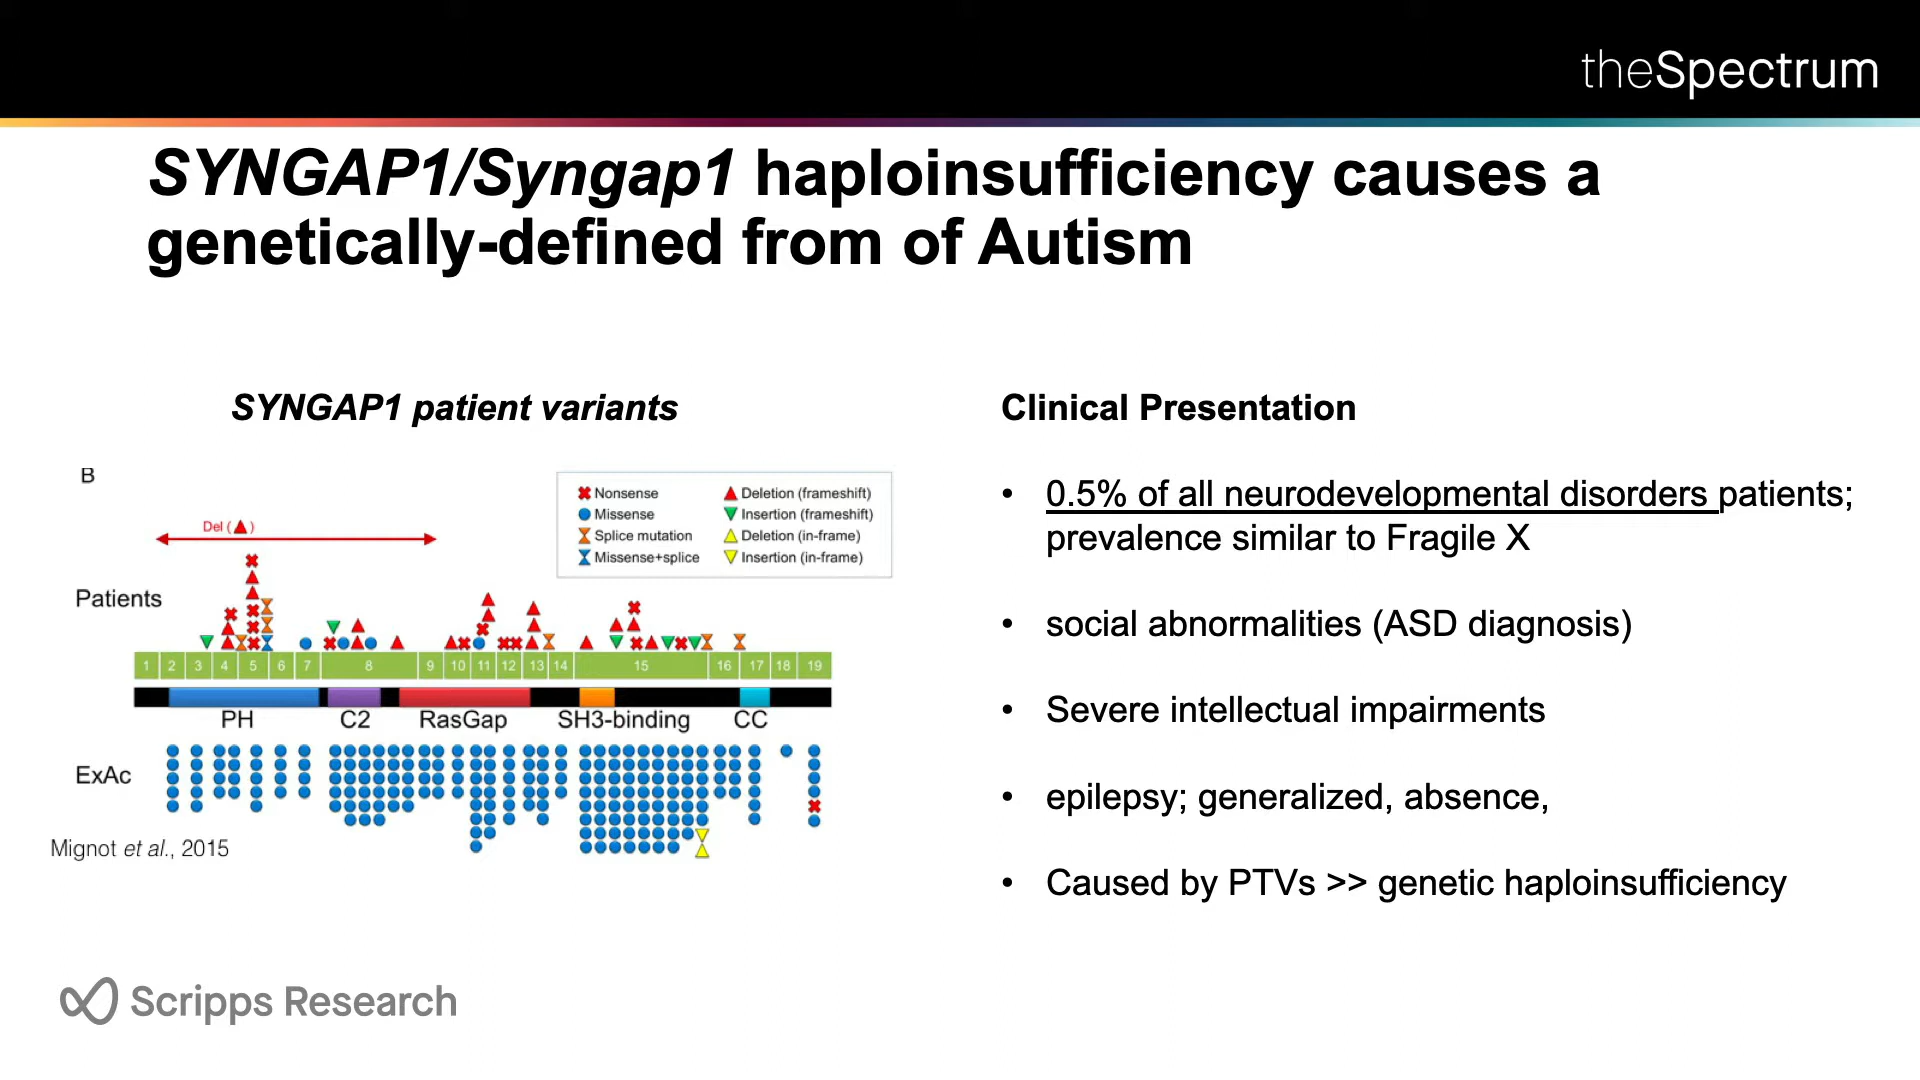 theSpectrum
SYNGAP1/Syngap1 haploinsufficiency causes a
genetically-defined from of Autism
SYNGAP1 patient variants
B
Nonsense
Missense
Splice mutation
Missense+splice
Deletion (frameshift)
Insertion (frameshift)
Deletion (in-frame)
Insertion (in-frame)
Del ( )
Patients
1 2 3 4 5 6 7 8 9 10 11 12 13 14 15 16 17 18 19
PH C2 RasGap SH3-binding CC
ExAc
Mignot et al., 2015
Clinical Presentation
• 0.5% of all neurodevelopmental disorders patients;
prevalence similar to Fragile X
• social abnormalities (ASD diagnosis)
• Severe intellectual impairments
• epilepsy; generalized, absence,
• Caused by PTVs >> genetic haploinsufficiency
Scripps Research